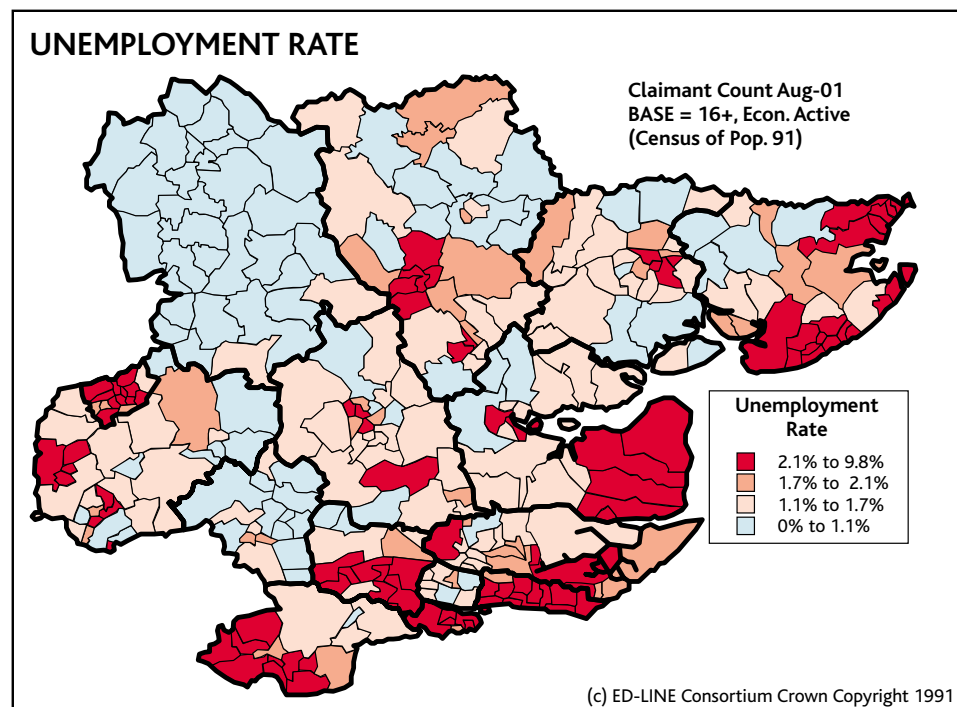 UNEMPLOYMENT RATE
Claimant Count Aug-01
BASE = 16+, Econ. Active
(Census of Pop. 91)
Unemployment
Rate
2.1% to 9.8%
1.7% to 2.1%
1.1% to 1.7%
0% to 1.1%
(c) ED-LINE Consortium Crown Copyright 1991